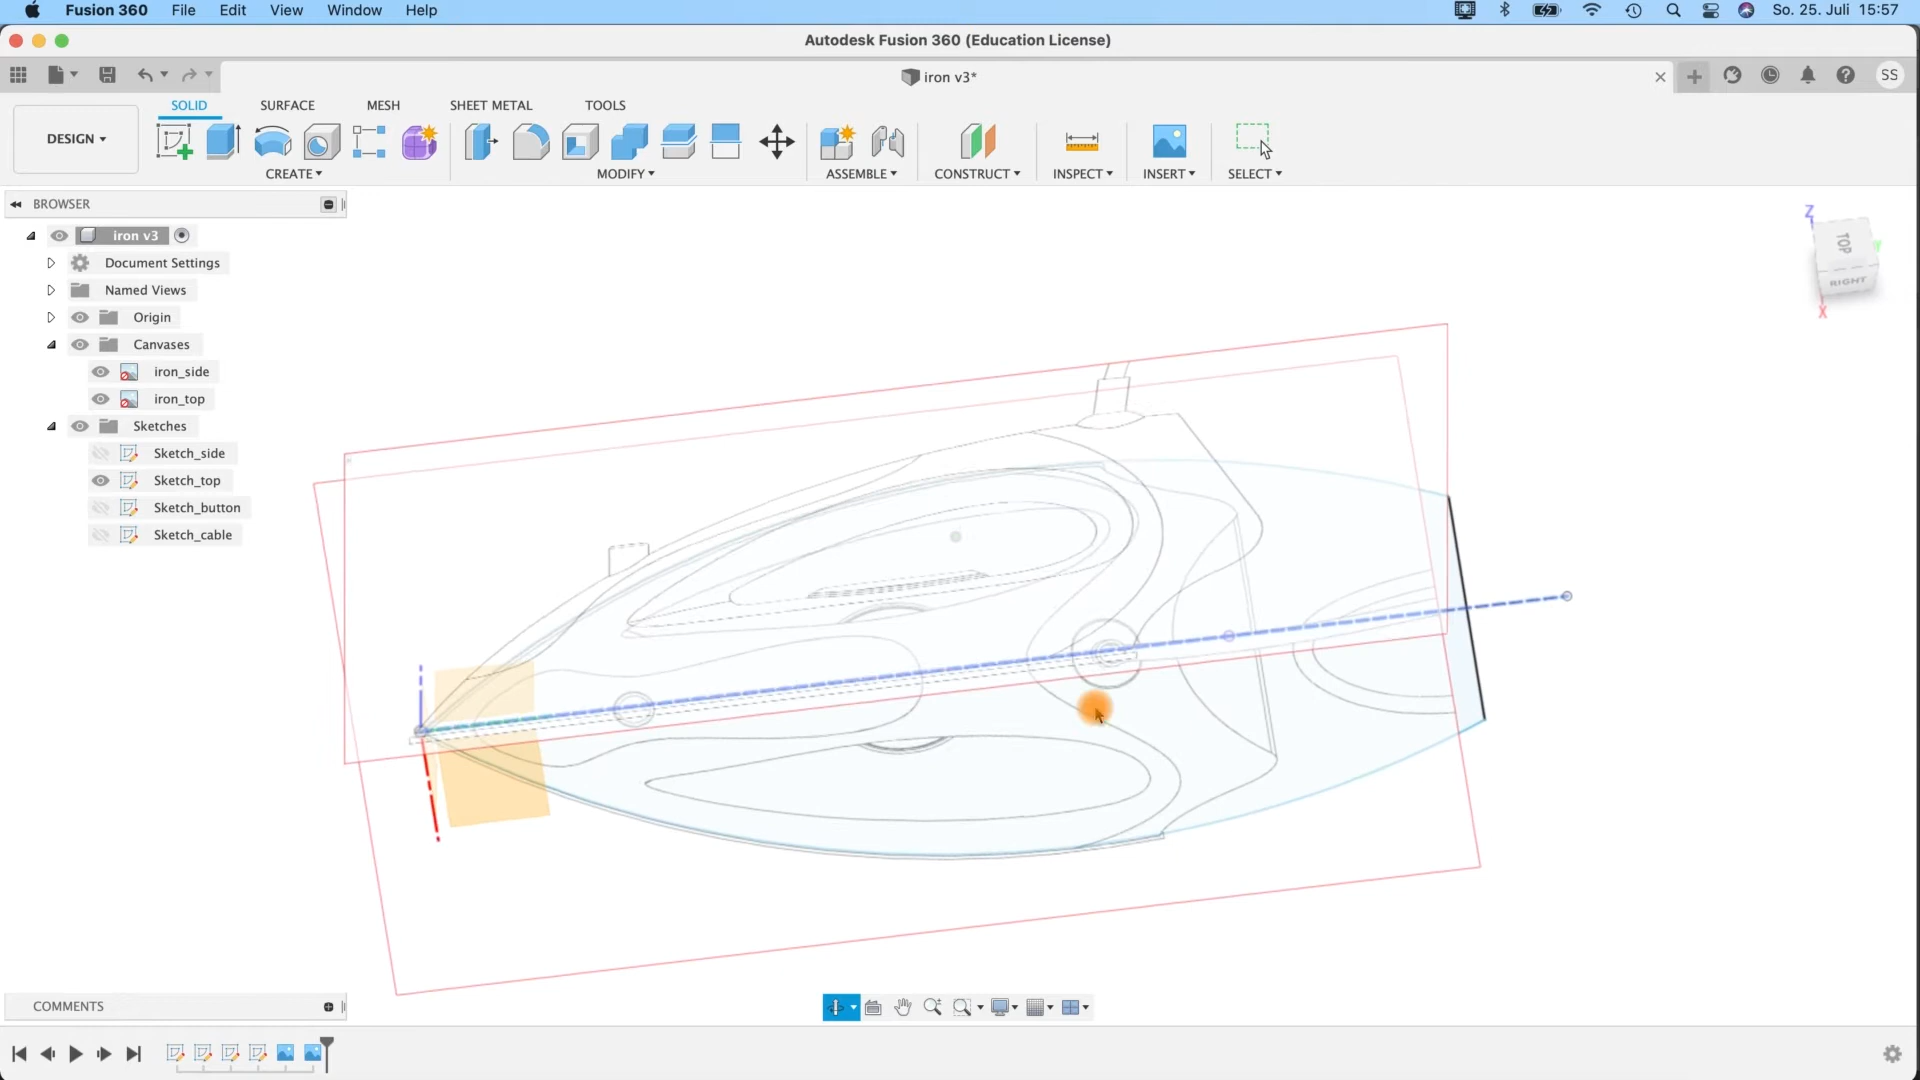 Fusion 360 File Edit View Window Help So. 25. Juli 15:57
Autodesk Fusion 360 (Education License)
iron v3* SS
SOLID SURFACE MESH SHEET METAL TOOLS
DESIGN
CREATE MODIFY ASSEMBLE CONSTRUCT INSPECT INSERT SELECT
BROWSER
iron v3
Document Settings
Named Views
Origin
Canvases
iron_side
iron_top
Sketches
Sketch_side
Sketch_top
Sketch_button
Sketch_cable
Z
TOP
Y
RIGHT
X
COMMENTS